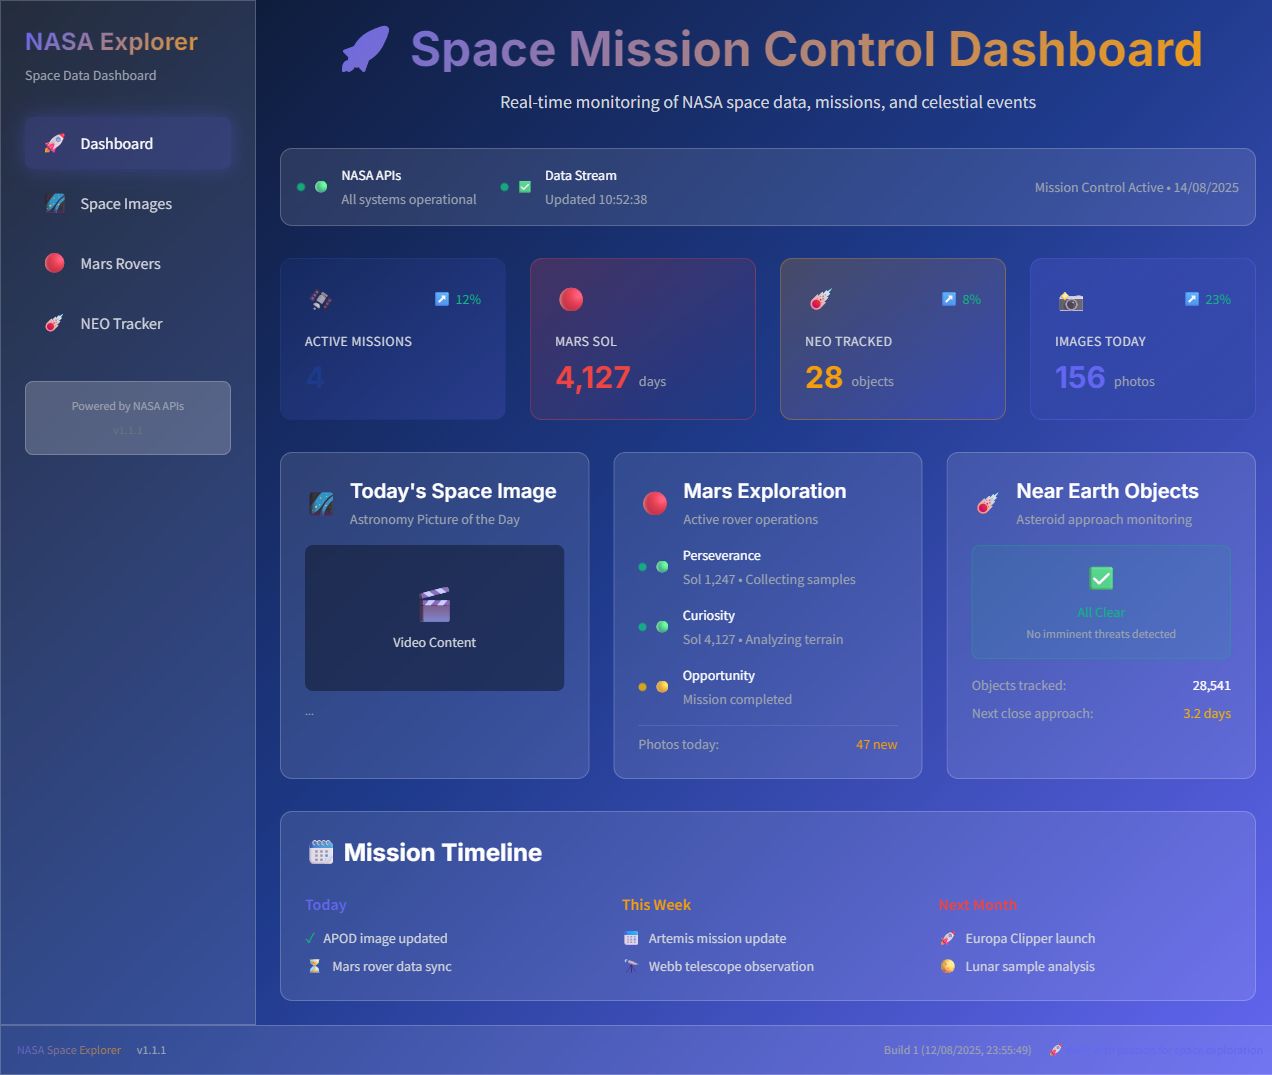 NASA Explorer
Space Data Dashboard
Dashboard
Space Images
Mars Rovers
NEO Tracker
Powered by NASA APIs
v1.1.1
Space Mission Control Dashboard
Real-time monitoring of NASA space data, missions, and celestial events
NASA APIs
All systems operational
Data Stream
Updated 10:52:38
Mission Control Active • 14/08/2025
12%
ACTIVE MISSIONS
4
MARS SOL
4,127 days
8%
NEO TRACKED
28 objects
23%
IMAGES TODAY
156 photos
Today's Space Image
Astronomy Picture of the Day
Video Content
...
Mars Exploration
Active rover operations
Perseverance
Sol 1,247 • Collecting samples
Curiosity
Sol 4,127 • Analyzing terrain
Opportunity
Mission completed
Photos today: 47 new
Near Earth Objects
Asteroid approach monitoring
All Clear
No imminent threats detected
Objects tracked: 28,541
Next close approach: 3.2 days
Mission Timeline
Today
✓ APOD image updated
Mars rover data sync
This Week
Artemis mission update
Webb telescope observation
Next Month
Europa Clipper launch
Lunar sample analysis
NASA Space Explorer v1.1.1
Build 1 (12/08/2025, 23:55:49)
for space exploration